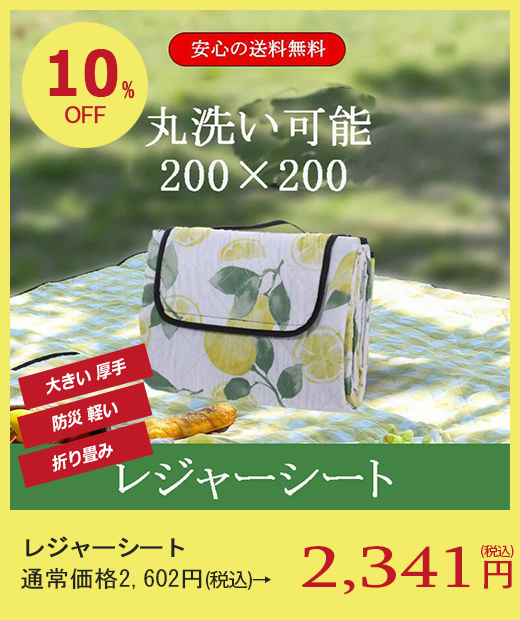 安心の送料無料
10%
OFF
丸洗い可能
200×200
大きい 厚手
防災 軽い
折り畳み
レジャーシート
レジャーシート
通常価格2,602円(税込)→
2,341円(税込)